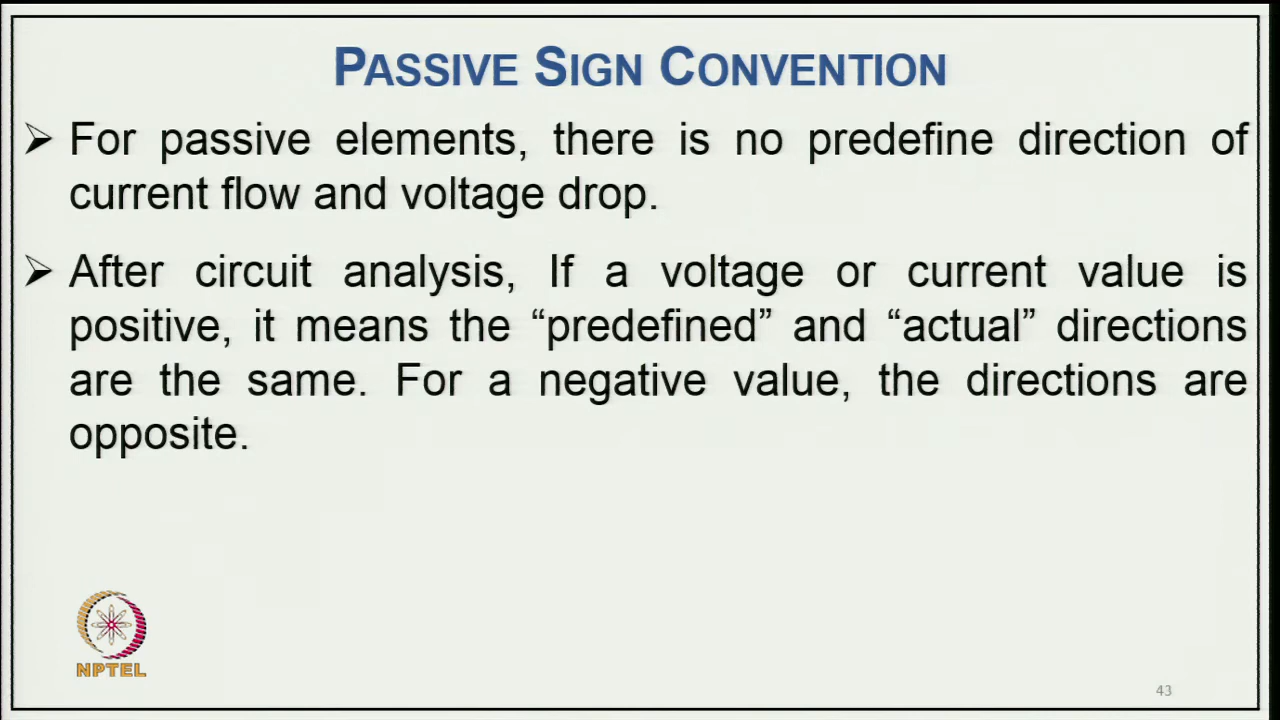 PASSIVE SIGN CONVENTION
➢ For passive elements, there is no predefine direction of
current flow and voltage drop.
➢ After circuit analysis, If a voltage or current value is
positive, it means the “predefined” and “actual” directions
are the same. For a negative value, the directions are
opposite.
NPTEL
43